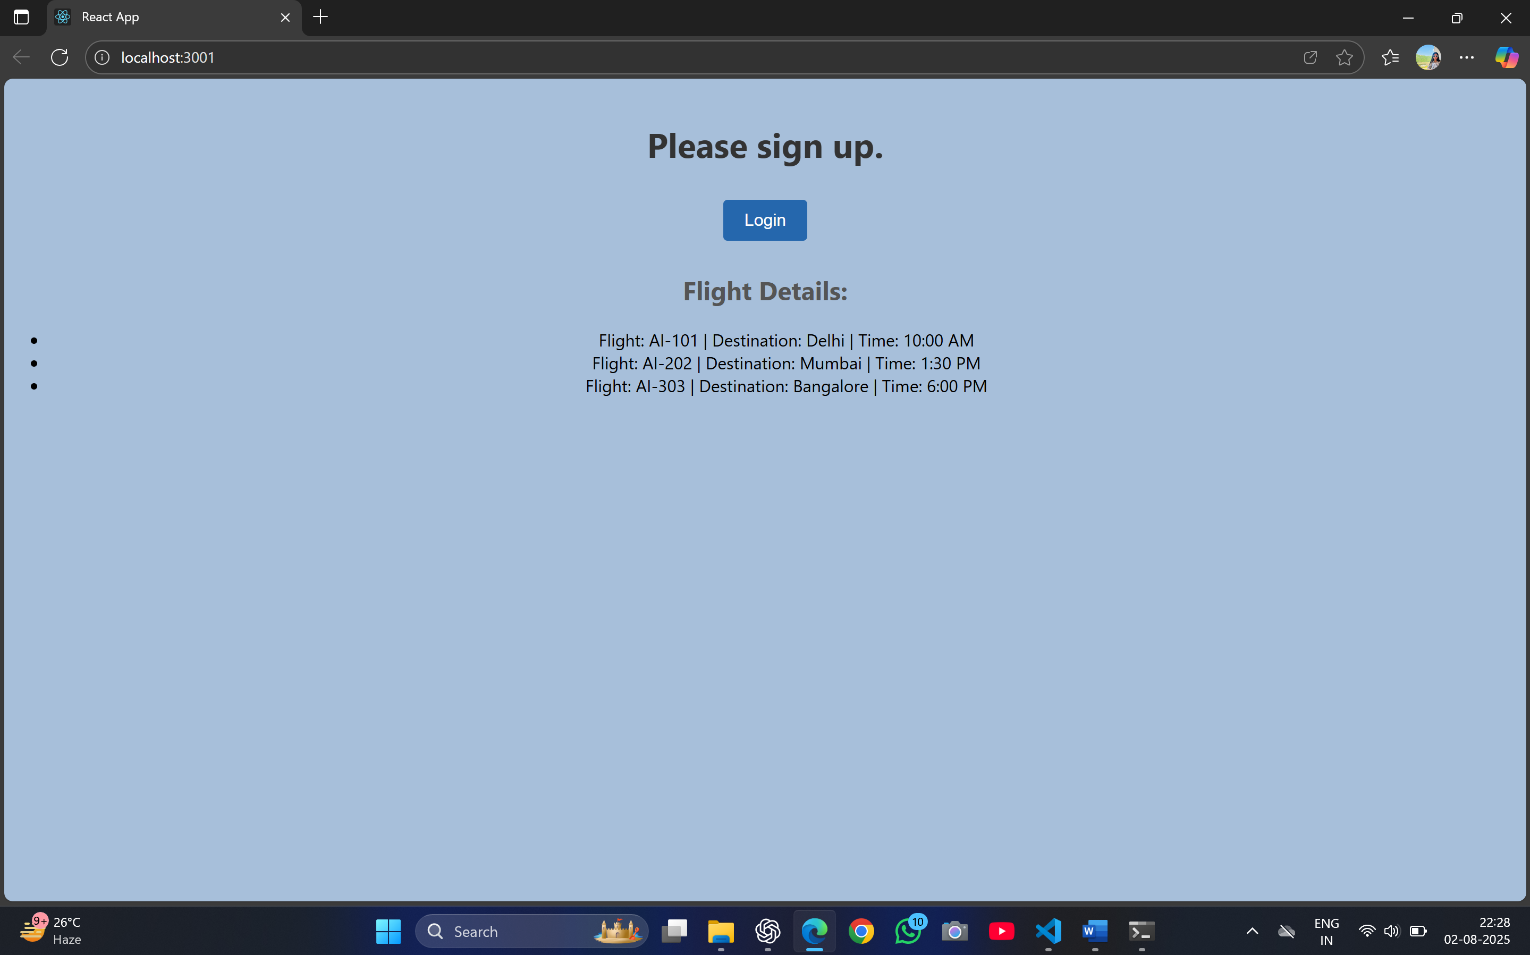 React App
localhost:3001
Please sign up.
Login
Flight Details:
Flight: AI-101 | Destination: Delhi | Time: 10:00 AM
Flight: AI-202 | Destination: Mumbai | Time: 1:30 PM
Flight: AI-303 | Destination: Bangalore | Time: 6:00 PM
9+
26°C
Haze
Search
10
W
ENG
IN
22:28
02-08-2025